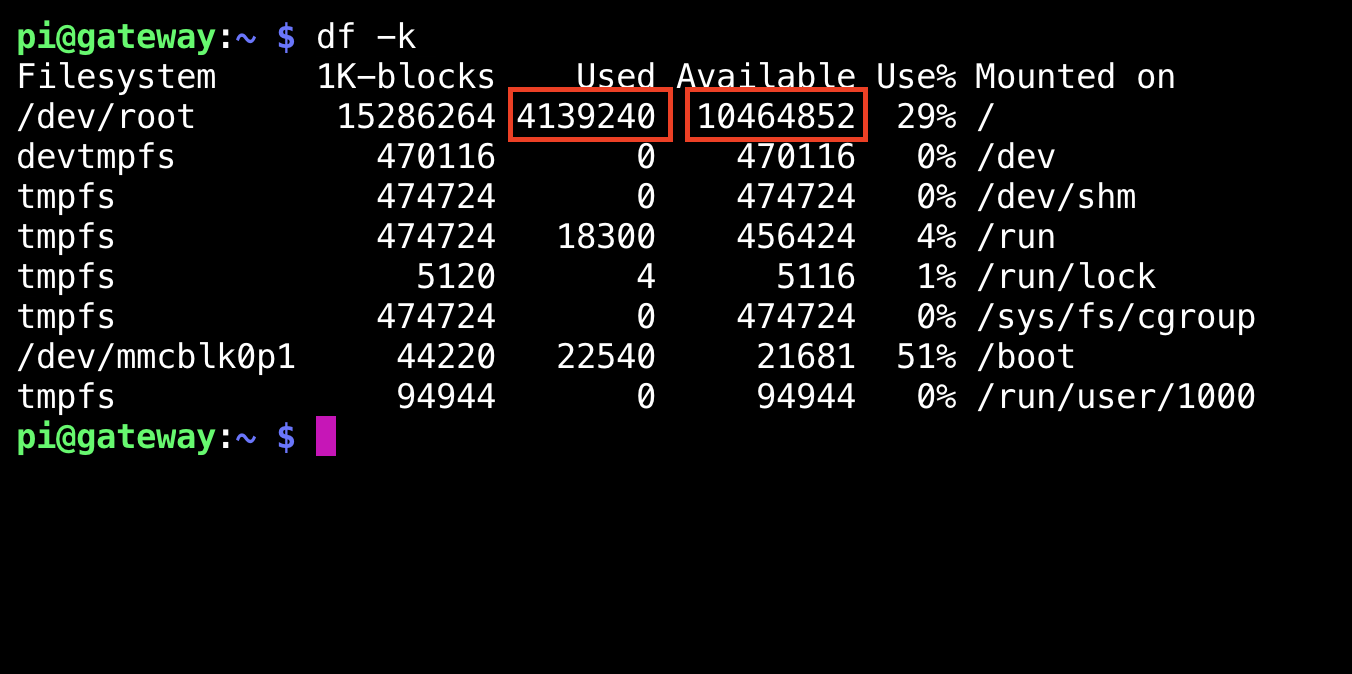 pi@gateway:~ $ df -k
Filesystem     1K-blocks    Used Available Use% Mounted on
/dev/root       15286264 4139240  10464852  29% /
devtmpfs          470116       0    470116   0% /dev
tmpfs             474724       0    474724   0% /dev/shm
tmpfs             474724   18300    456424   4% /run
tmpfs               5120       4      5116   1% /run/lock
tmpfs             474724       0    474724   0% /sys/fs/cgroup
/dev/mmcblk0p1     44220   22540     21681  51% /boot
tmpfs              94944       0     94944   0% /run/user/1000
pi@gateway:~ $